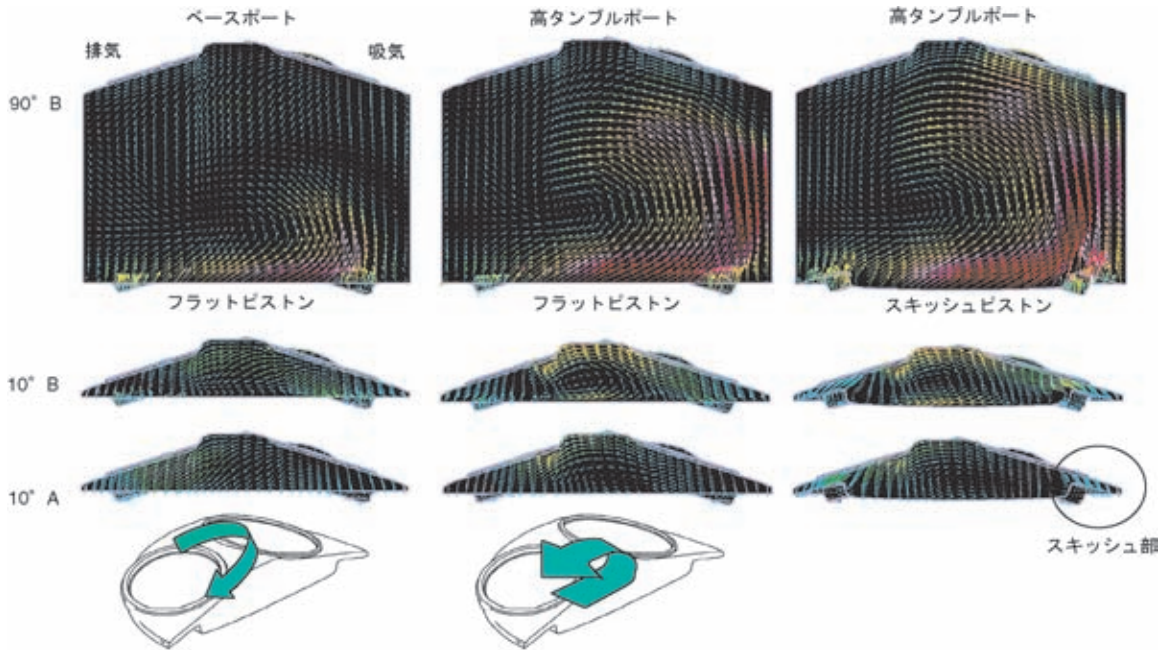 ベースポート
高タンブルポート
高タンブルポート
排気
吸気
90° B
フラットピストン
フラットピストン
スキッシュピストン
10° B
10° A
スキッシュ部